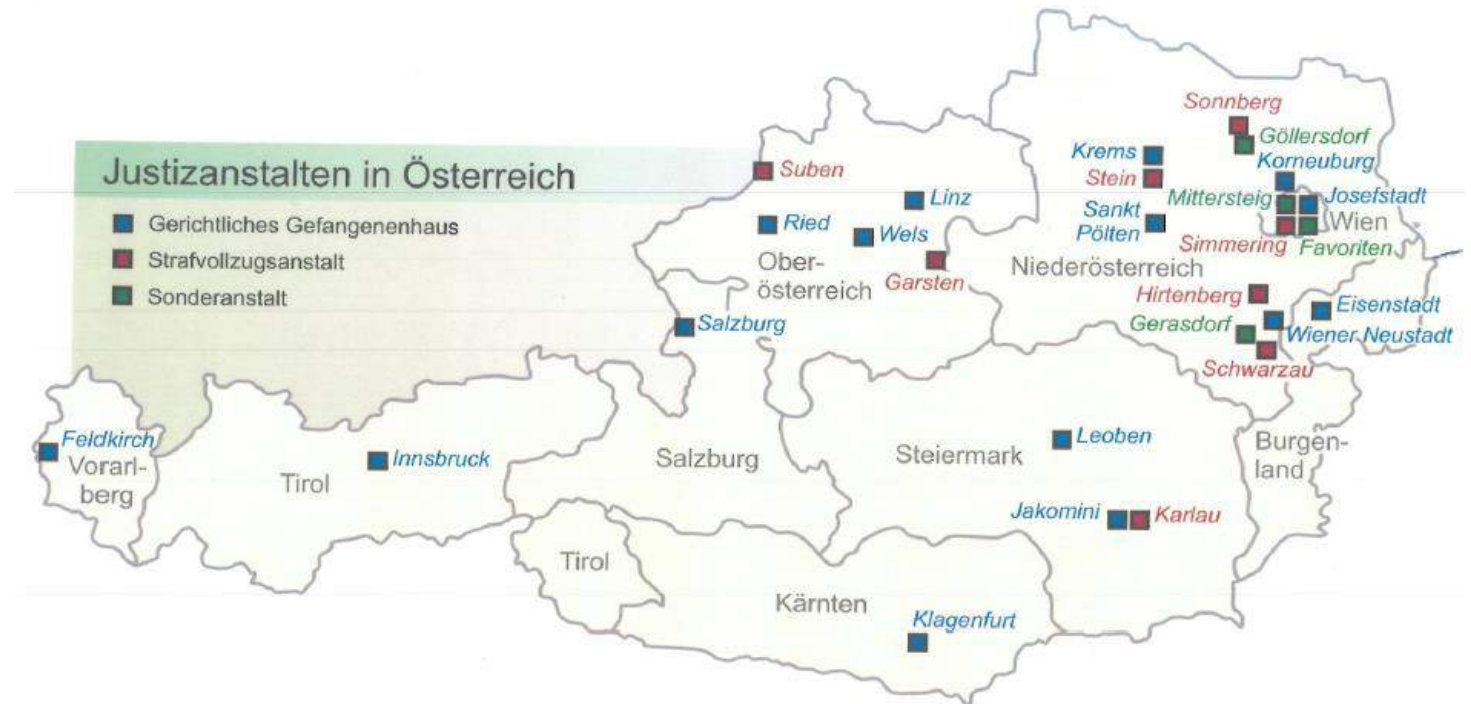 Justizanstalten in Österreich
Gerichtliches Gefangenenhaus
Strafvollzugsanstalt
Sonderanstalt
Sonnberg
Göllersdorf
Krems
Korneuburg
Stein
Suben
Mittersteig
Josefstadt
Linz
Wien
Sankt
Pölten
Ried
Wels
Simmering
Favoriten
Ober-
österreich
Garsten
Niederösterreich
Hirtenberg
Eisenstadt
Salzburg
Gerasdorf
Wiener Neustadt
Schwarzau
Feldkirch
Vorarl-
berg
Innsbruck
Tirol
Salzburg
Steiermark
Leoben
Burgen-
land
Jakomini
Karlau
Tirol
Kärnten
Klagenfurt